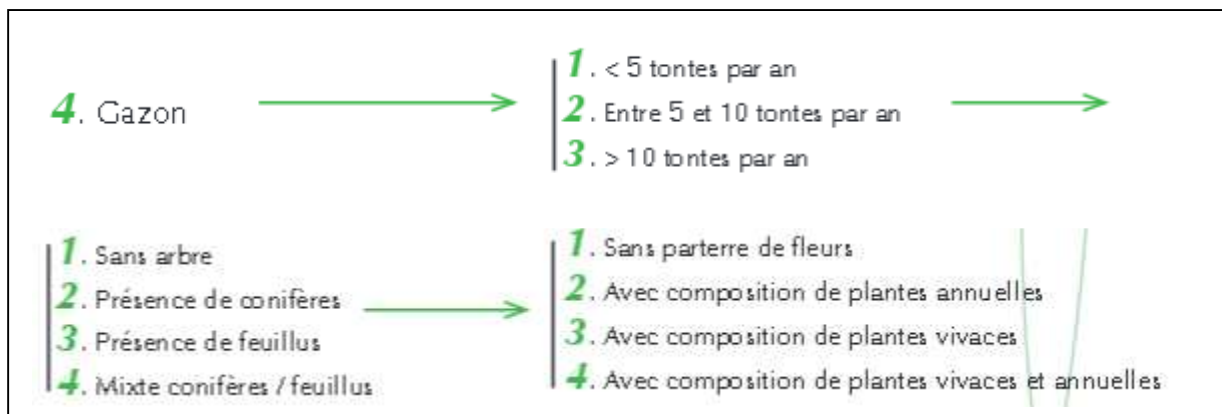 4. Gazon
1. < 5 tontes par an
2. Entre 5 et 10 tontes par an
3. > 10 tontes par an
1. Sans arbre
2. Présence de conifères
3. Présence de feuillus
4. Mixte conifères / feuillus
1. Sans parterre de fleurs
2. Avec composition de plantes annuelles
3. Avec composition de plantes vivaces
4. Avec composition de plantes vivaces et annuelles